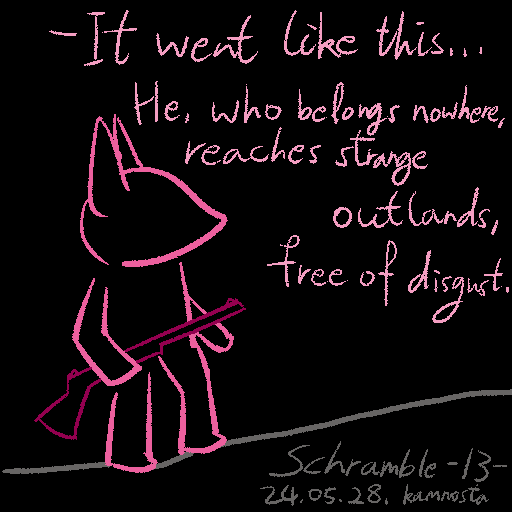 -It went like this...
He, who belongs nowhere,
reaches strange
outlands,
free of disgust.
Schramble -13-
24.05.28. kamnosta